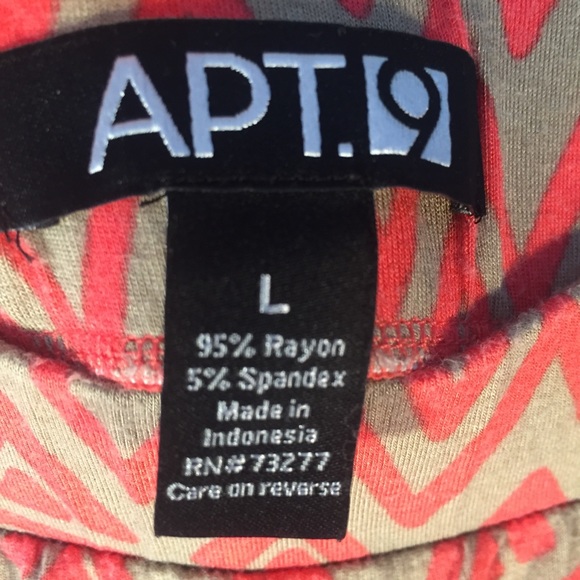 APT.9
L
95% Rayon
5% Spandex
Made in
Indonesia
RN# 73277
Care on reverse